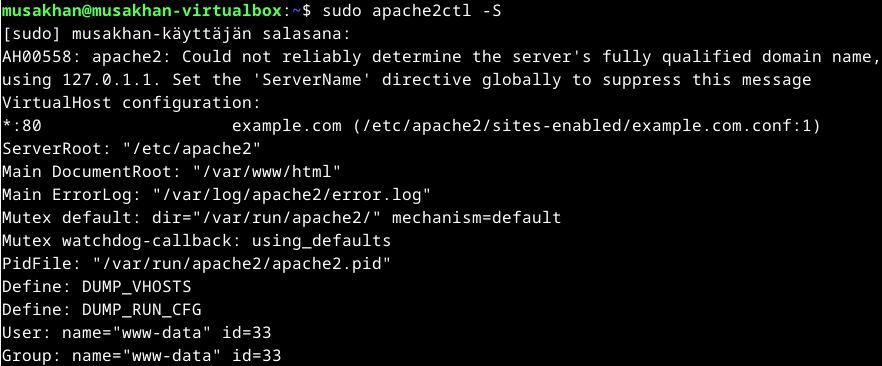 musakhan@musakhan-virtualbox:~$ sudo apache2ctl -S
[sudo] musakhan-käyttäjän salasana:
AH00558: apache2: Could not reliably determine the server's fully qualified domain name,
using 127.0.1.1. Set the 'ServerName' directive globally to suppress this message
VirtualHost configuration:
*:80                   example.com (/etc/apache2/sites-enabled/example.com.conf:1)
ServerRoot: "/etc/apache2"
Main DocumentRoot: "/var/www/html"
Main ErrorLog: "/var/log/apache2/error.log"
Mutex default: dir="/var/run/apache2/" mechanism=default
Mutex watchdog-callback: using_defaults
PidFile: "/var/run/apache2/apache2.pid"
Define: DUMP_VHOSTS
Define: DUMP_RUN_CFG
User: name="www-data" id=33
Group: name="www-data" id=33